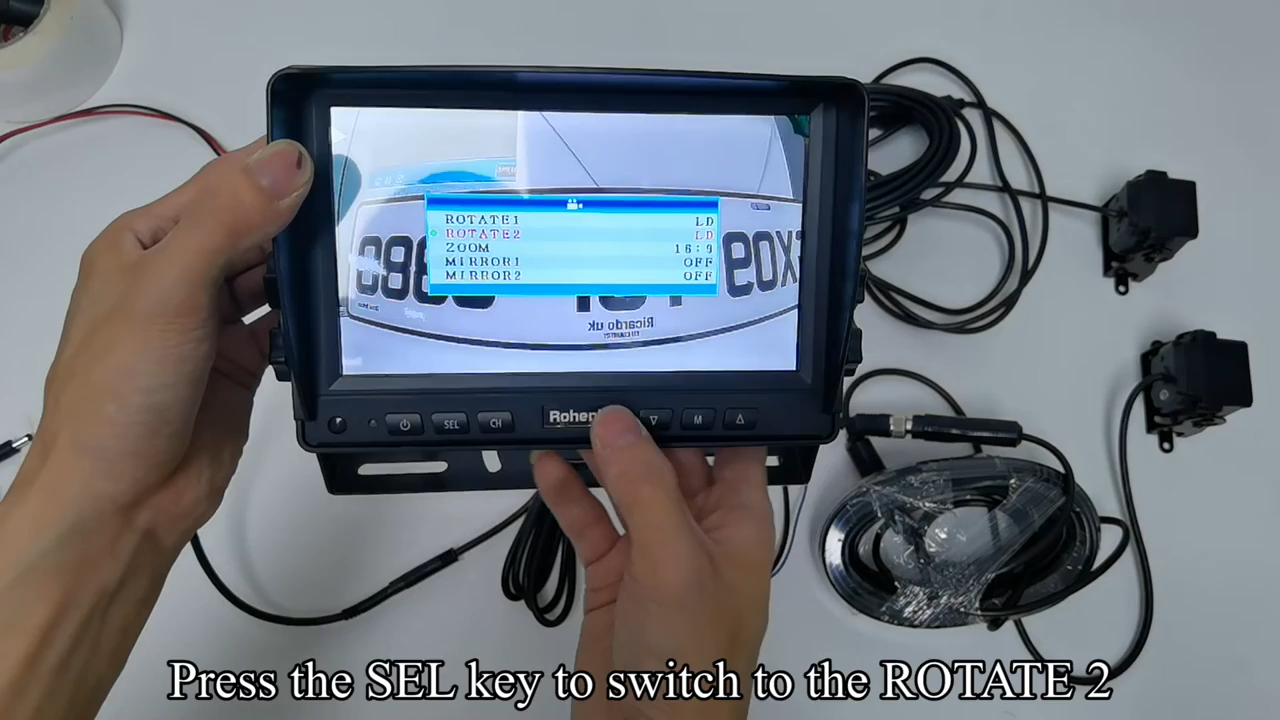 ROTATE1 LD
ROTATE2 LD
ZOOM 16:9
MIRROR1 OFF
MIRROR2 OFF
Ricardo uk
SEL CH
M
Press the SEL key to switch to the ROTATE 2